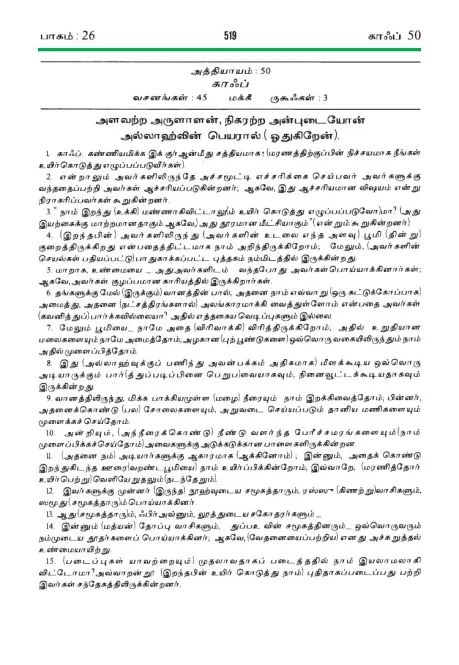 பாகம் : 26 519 காஃப் 50
அத்தியாயம் : 50
காஃப்
வசனங்கள் : 45 மக்கீ ருகூஃகள் : 3
அளவற்ற அருளாளன், நிகரற்ற அன்புடையோன்
அல்லாஹ்வின் பெயரால் ( ஓதுகிறேன்).
1. காஃப். கண்ணியமிக்க இக் குர்ஆன்மீது சத்தியமாக! (மரணத்திற்குப்பின் நிச்சயமாக நீங்கள்
உயிர்கொடுத்து எழுப்பப்படுவீர்கள்).
2. என்றாலும் அவர்களிலிருந்தே அச்சமூட்டி எச்சரிக்கை செய்பவர் அவர்களுக்கு
வந்ததைப்பற்றி அவர்கள் ஆச்சரியப்படுகின்றனர்; ஆகவே, இது ஆச்சரியமான விஷயம் என்று
நிராகரிப்பவர்கள் கூறுகின்றனர்.
3. " நாம் இறந்து (உக்கி) மண்ணாகிவிட்டாலும் உயிர் கொடுத்து எழுப்பப்படுவோ)மா? (அது
இயற்கைக்கு மாற்றமானதாகும் ஆகவே,) அது தூரமான மீட்சியாகும்" (என்றும் கூறுகின்றனர்).
4. (இறந்தபின்) அவர்களிலிருந்து (அவர்களின் உடலை எந்த அளவு) பூமி (தின்று)
குறைத்திருக்கிறது என்பதைத்திட்டமாக நாம் அறிந்திருக்கிறோம்; மேலும், (அவர்களின்
செயல்கள் பதியப்பட்டு) பாதுகாக்கப்பட்ட புத்தகம் நம்மிடத்தில் இருக்கிறது.
5. மாறாக, உண்மையை _ அது அவர்களிடம் வந்தபோது அவர்கள் பொய்யாக்கினார்கள்;
ஆகவே, அவர்கள் குழப்பமான காரியத்தில் இருக்கிறார்கள்.
6. தங்களுக்கு மேல் (இருக்கும்) வானத்தின் பால், அதனை நாம் எவ்வாறு (ஒரு கட்டுக்கோப்பாக)
அமைத்து, அதனை (நட்சத்திரங்களால்) அலங்காரமாக்கி வைத்துள்ளோம் என்பதை அவர்கள்
(கவனித்துப்) பார்க்கவில்லையா? அதில் எத்தகைய வெடிப்புகளும் இல்லை.
7. மேலும் பூமியை_ நாமே அதை (விரிவாக்கி) விரித்திருக்கிறோம், அதில் உறுதியான
மலைகளையும் நாமே அமைத்தோம்; அழகான (புற்பூண்டுகளை) ஒவ்வொரு வகையிலிருந்தும் நாம்
அதில் முளைப்பித்தோம்.
8. இது (அல்லாஹ்வுக்குப் பணிந்து அவன்பக்கம் அதிகமாக) மீளக்கூடிய ஒவ்வொரு
அடியாருக்கும் பார்(த்துப்படிப்பினை பெறுப)வையாகவும், நினைவூட்டக்கூடியதாகவும்
இருக்கின்றது.
9. வானத்திலிருந்து, மிக்க பாக்கியமுள்ள (மழை) நீரையும் நாம் இறக்கிவைத்தோம்; பின்னர்,
அதனைக்கொண்டு (பல) சோலைகளையும், அறுவடை செய்யப்படும் தானிய மணிகளையும்
முளைக்கச் செய்தோம்.
10. அன்றியும், (அந்நீரைக்கொண்டு) நீண்டு வளர்ந்த பேரீச்சமரங்களையும் (நாம்
முளைப்பிக்கச்செய்தோம்) அவைகளுக்கு அடுக்கடுக்கான பாளைகளிருக்கின்றன.
11. (அதனை நம்) அடியார்களுக்கு ஆகாரமாக (ஆக்கினோம்) ; இன்னும், அதைக் கொண்டு
இறந்துகிடந்த ஊரை(வறண்டபூமியை) நாம் உயிர்ப்பிக்கின்றோம்; இவ்வாறே, (மரணித்தோர்
உயிர்பெற்று) வெளியேறுதலும்(நடந்தேறும்).
12. இவர்களுக்கு முன்னர் (இருந்த) நூஹ்வுடைய சமூகத்தாரும், ரஸ்ஸு (கிணற்று)வாசிகளும்,
ஸமூது (சமூகத்தாரு)ம் பொய்யாக்கினர்.
13. ஆது (சமூகத்தாரு)ம், ஃபிர்அவ்னும், லூத்துடைய சகோதரர்களும் _
14. இன்னும் (மத்யன்) தோப்பு வாசிகளும், துப்பஉ வின் சமூகத்தினரும்_ ஒவ்வொருவரும்
நம்முடைய தூதர்களைப் பொய்யாக்கினர்; ஆகவே, (வேதனையைப்பற்றிய) எனது அச்சுறுத்தல்
உண்மையாயிற்று.
15. (படைப்புகள் யாவற்றையும்) முதலாவதாகப் படைத்ததில் நாம் இயலாமலாகி
விட்டோமா? அவ்வாறன்று! (இறந்தபின் உயிர் கொடுத்து நாம்) புதிதாகப்படைப்பது பற்றி
இவர்கள் சந்தேகத்திலிருக்கின்றனர்.